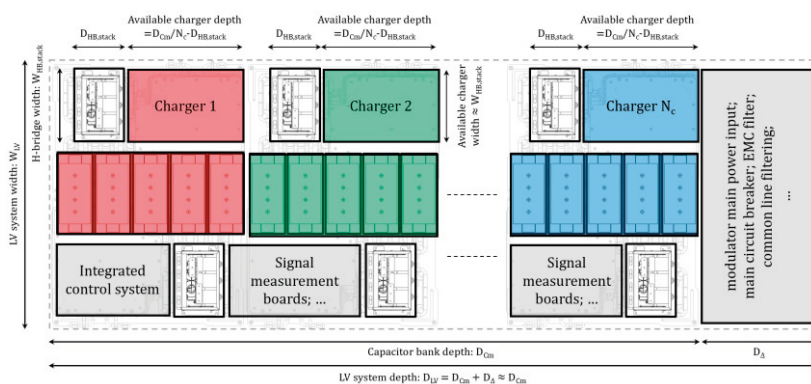 Available charger depth
Available charger depth
Available charger depth
D_HB,stack
=D_Cm/N_c-D_HB,stack
D_HB,stack
=D_Cm/N_c-D_HB,stack
D_HB,stack
=D_Cm/N_c-D_HB,stack
LV system width: W_LV
H-bridge width: W_HB,stack
Charger 1
Charger 2
Available charger
width ≈ W_HB,stack
Charger N_c
modulator main power input;
main circuit breaker; EMC filter;
common line filtering;
...
Integrated
control system
Signal
measurement
boards; ...
Signal
measurement
boards; ...
Capacitor bank depth: D_Cm
D_Δ
LV system depth: D_LV = D_Cm + D_Δ ≈ D_Cm